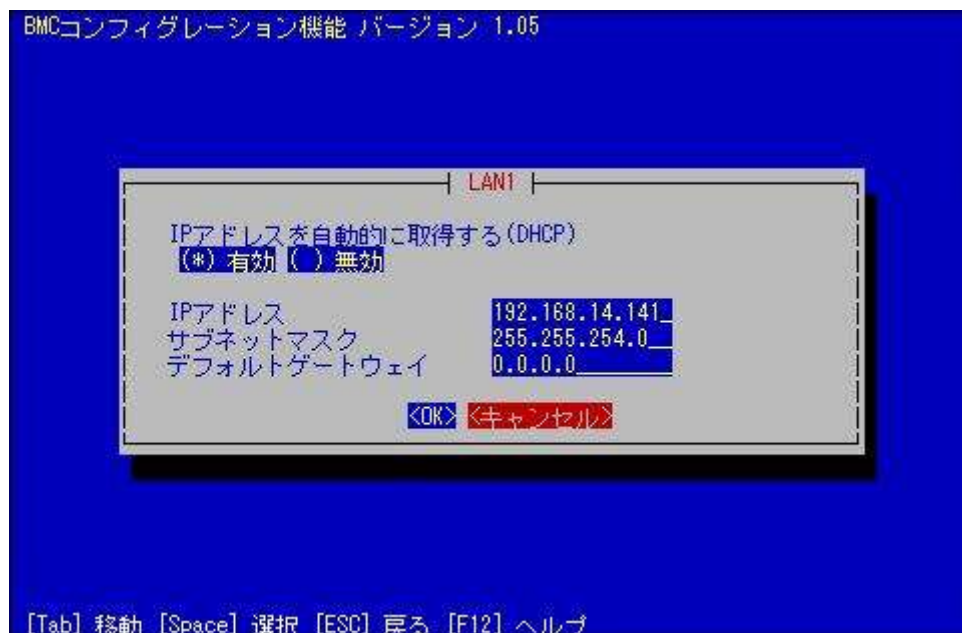 BMCコンフィグレーション機能 バージョン 1.05
LAN1
IPアドレスを自動的に取得する(DHCP)
(*) 有効 ( ) 無効
IPアドレス 192.168.14.141_
サブネットマスク 255.255.254.0__
デフォルトゲートウェイ 0.0.0.0________
<OK> <キャンセル>
[Tab] 移動 [Space] 選択 [ESC] 戻る [F12] ヘルプ